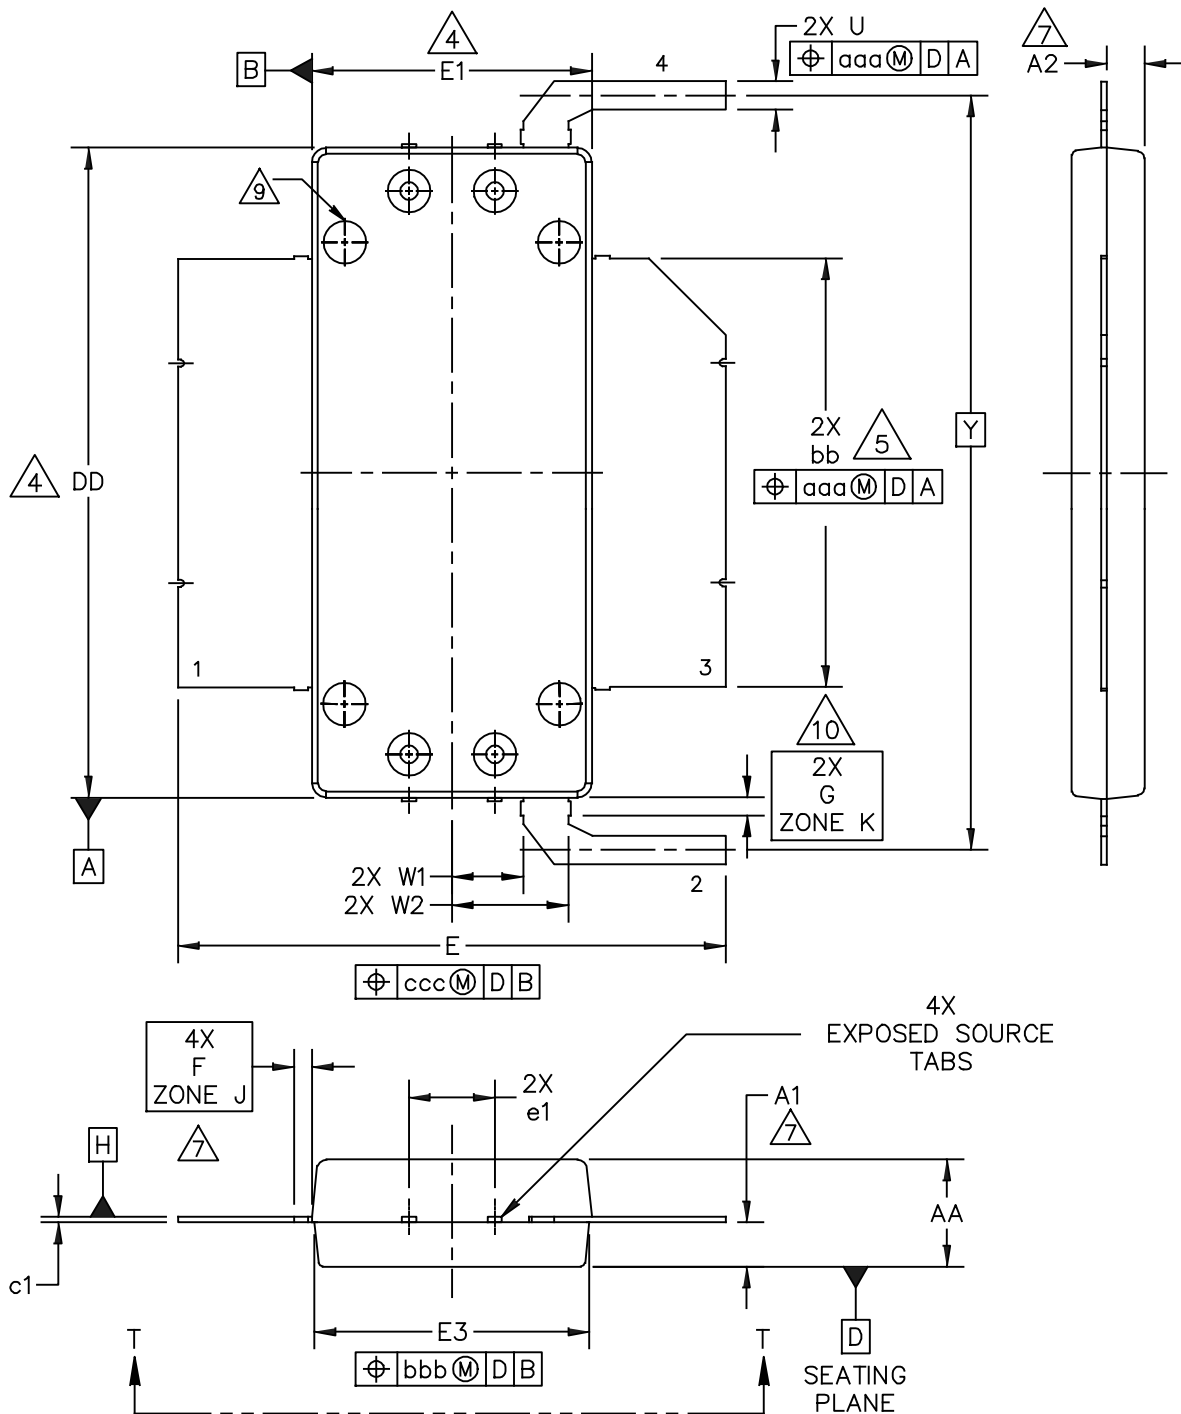 4
B
E1
4
2X U
⌖ aaa Ⓜ D A
7
A2
9
4
DD
2X
bb
5
⌖ aaa Ⓜ D A
Y
1
3
10
2X
G
ZONE K
A
2X W1
2X W2
2
E
⌖ ccc Ⓜ D B
4X
F
ZONE J
7
2X
e1
4X
EXPOSED SOURCE
TABS
A1
7
H
AA
c1
E3
⌖ bbb Ⓜ D B
D
SEATING
PLANE
T
T